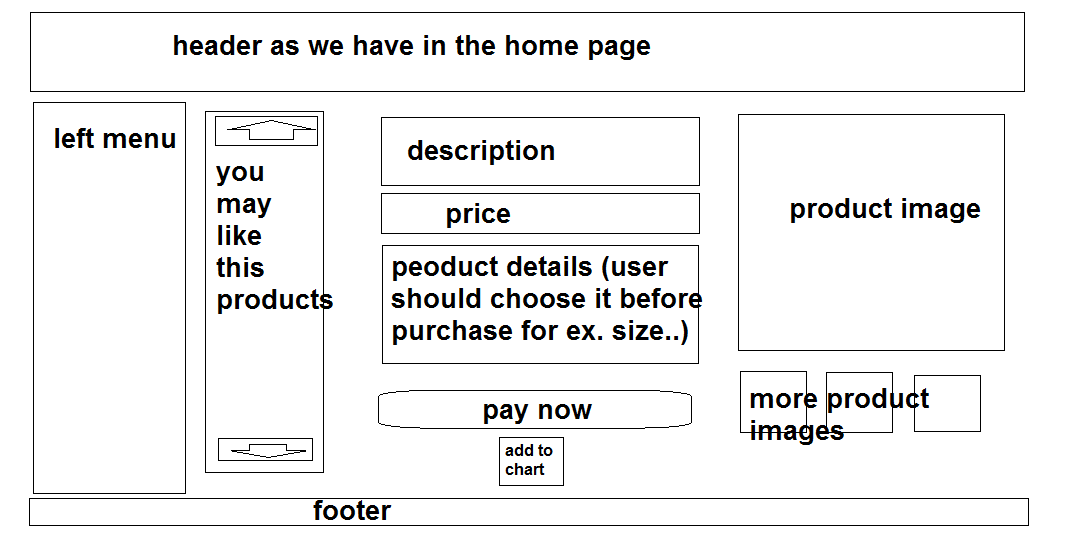 header as we have in the home page
left menu
you
may
like
this
products
description
price
peoduct details (user
should choose it before
purchase for ex. size..)
pay now
add to
chart
product image
more product
images
footer